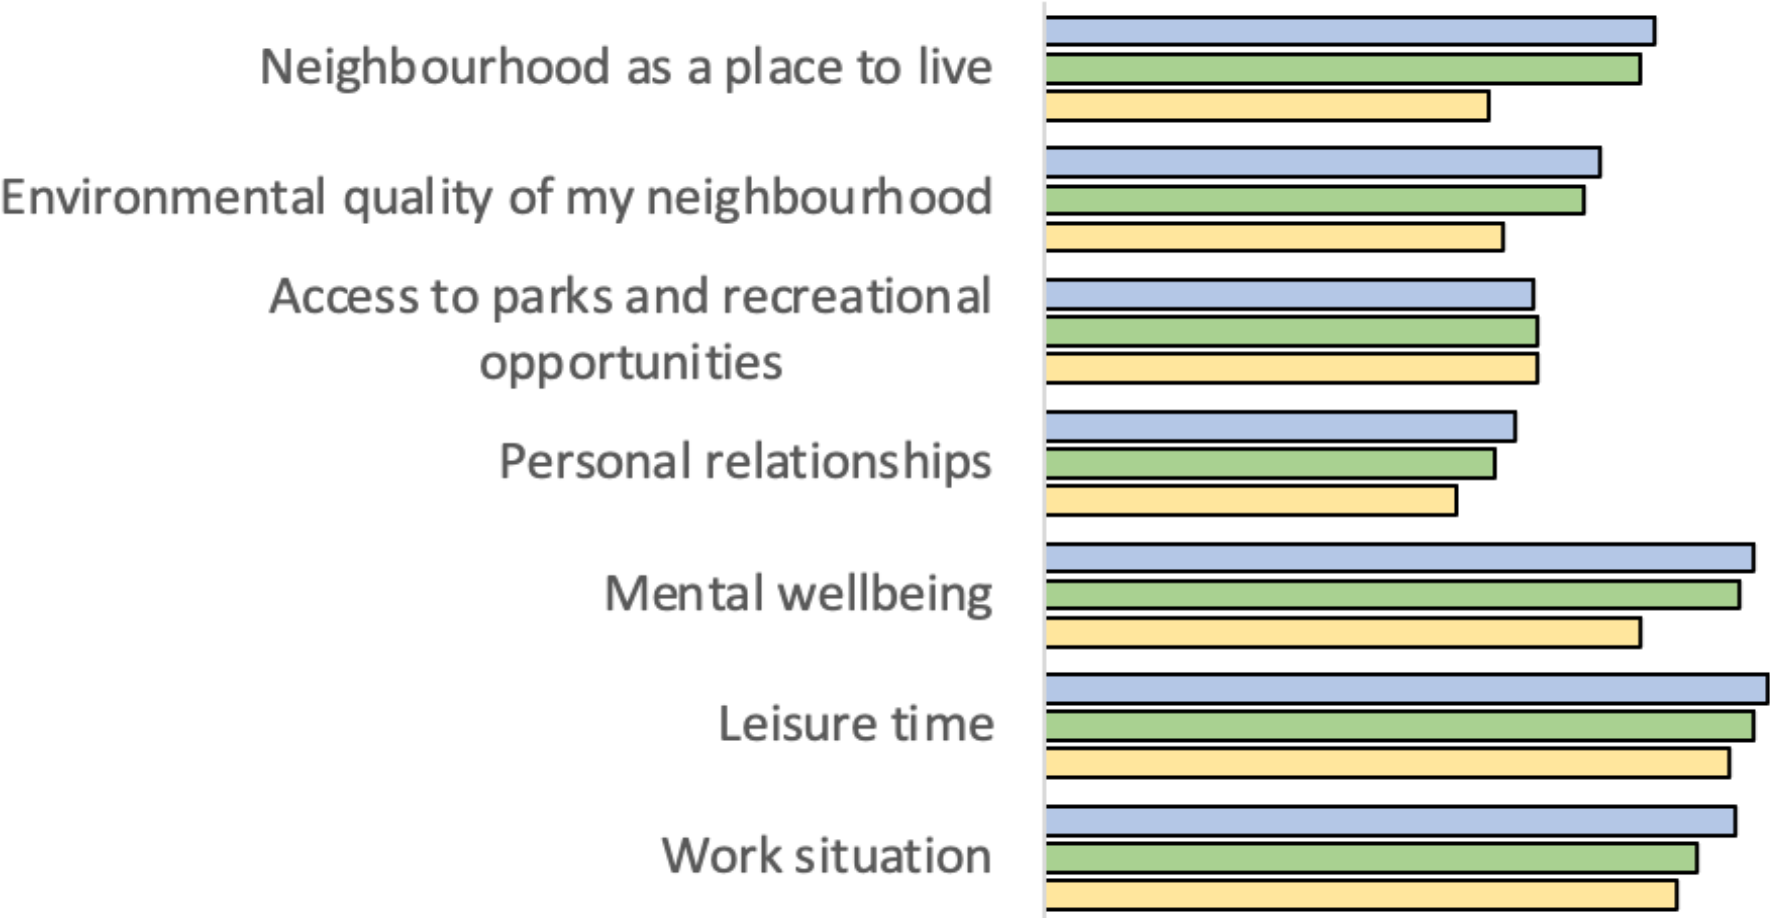 Neighbourhood as a place to live
Environmental quality of my neighbourhood
Access to parks and recreational
opportunities
Personal relationships
Mental wellbeing
Leisure time
Work situation